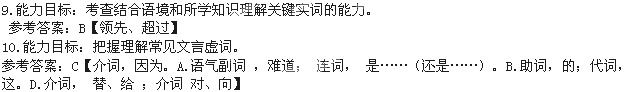 9.能力目标：考查结合语境和所学知识理解关键实词的能力。
参考答案：B【领先、超过】
10.能力目标：把握理解常见文言虚词。
参考答案：C【介词，因为。A.语气副词 ，难道； 连词， 是……（还是……）。B.助词，的；代词，
这。D.介词， 替、给 ；介词 对、向】